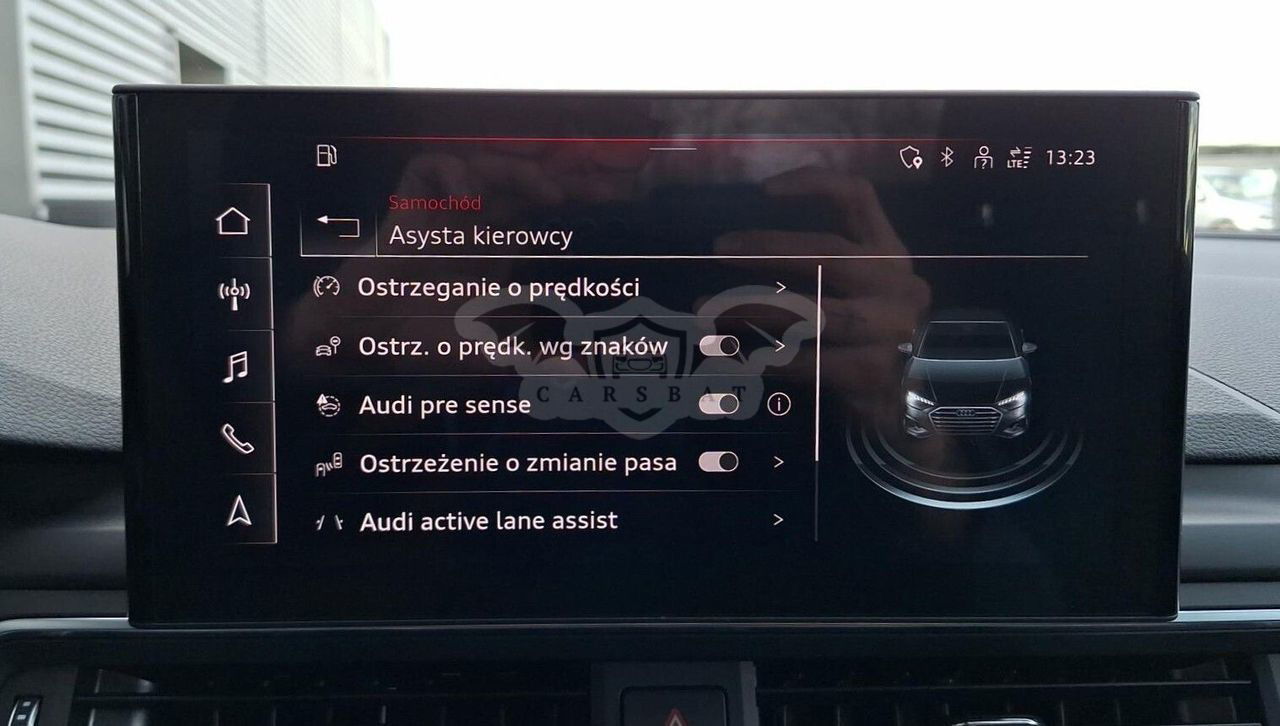 LTE 13:23
Samochód
Asysta kierowcy
Ostrzeganie o prędkości
Ostrz. o prędk. wg znaków
CARSBAT
Audi pre sense
Ostrzeżenie o zmianie pasa
Audi active lane assist